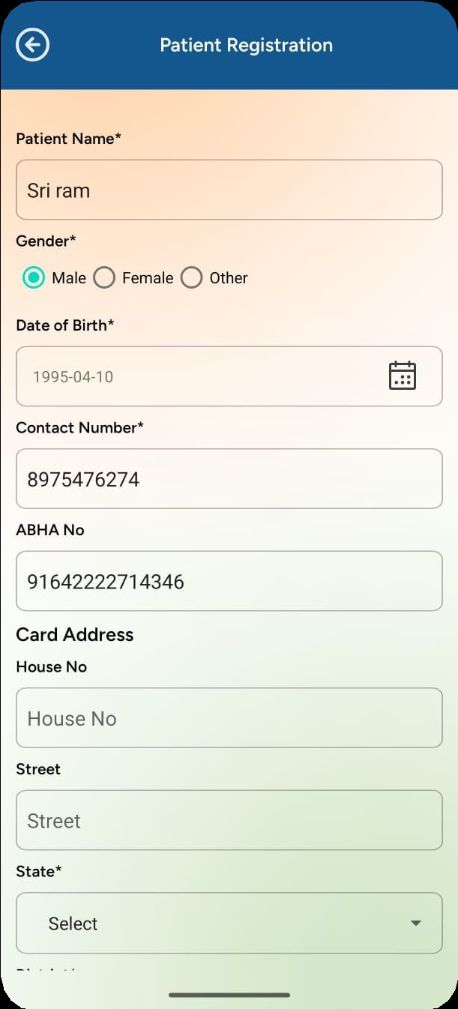 Patient Registration
Patient Name*
Sri ram
Gender*
Male Female Other
Date of Birth*
1995-04-10
Contact Number*
8975476274
ABHA No
91642222714346
Card Address
House No
House No
Street
Street
State*
Select